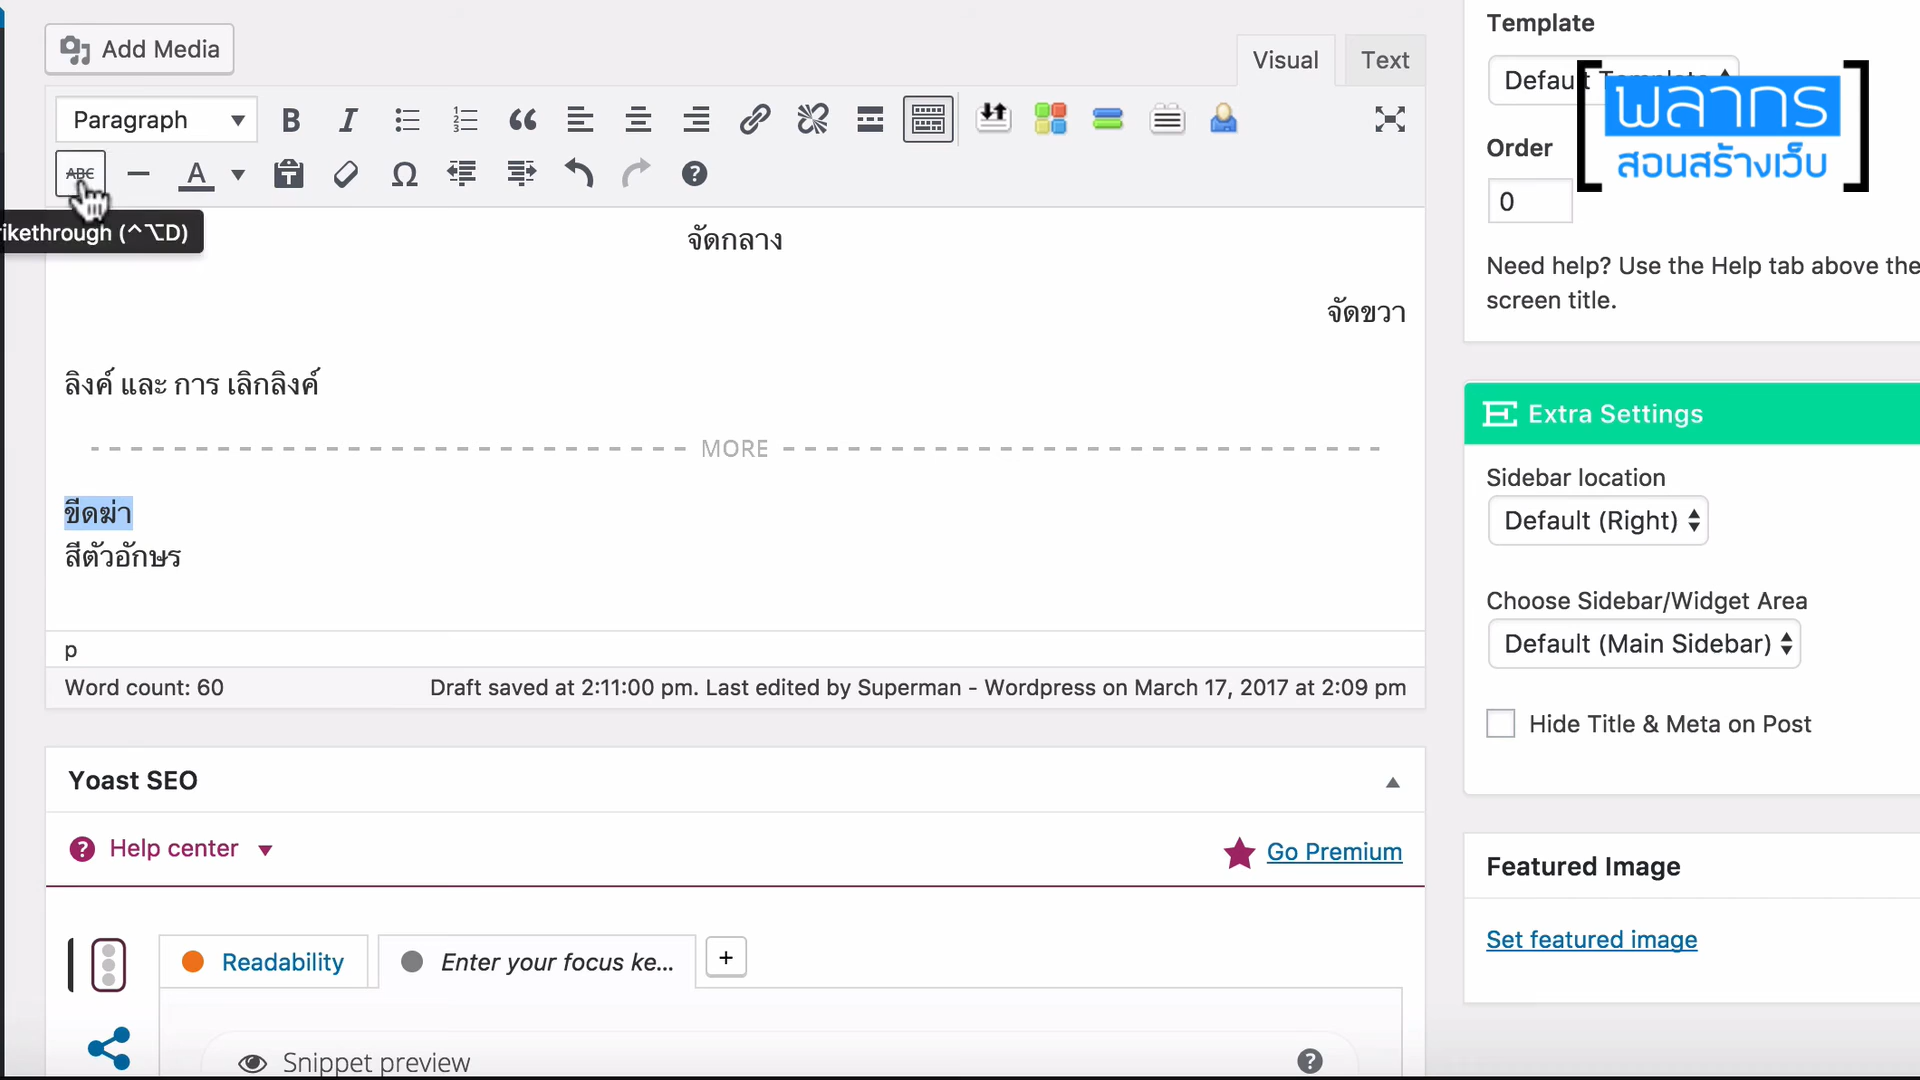 Add Media
Visual
Text
Paragraph
ABC
ikethrough (^⌥D)
จัดกลาง
จัดขวา
ลิงค์ และ การ เลิกลิงค์
MORE
ขีดฆ่า
สีตัวอักษร
p
Word count: 60
Draft saved at 2:11:00 pm. Last edited by Superman - Wordpress on March 17, 2017 at 2:09 pm
Yoast SEO
Help center
Go Premium
Readability
Enter your focus ke...
+
Snippet preview
Template
Default
พลากร
สอนสร้างเว็บ
Order
0
Need help? Use the Help tab above the
screen title.
Extra Settings
Sidebar location
Default (Right)
Choose Sidebar/Widget Area
Default (Main Sidebar)
Hide Title & Meta on Post
Featured Image
Set featured image